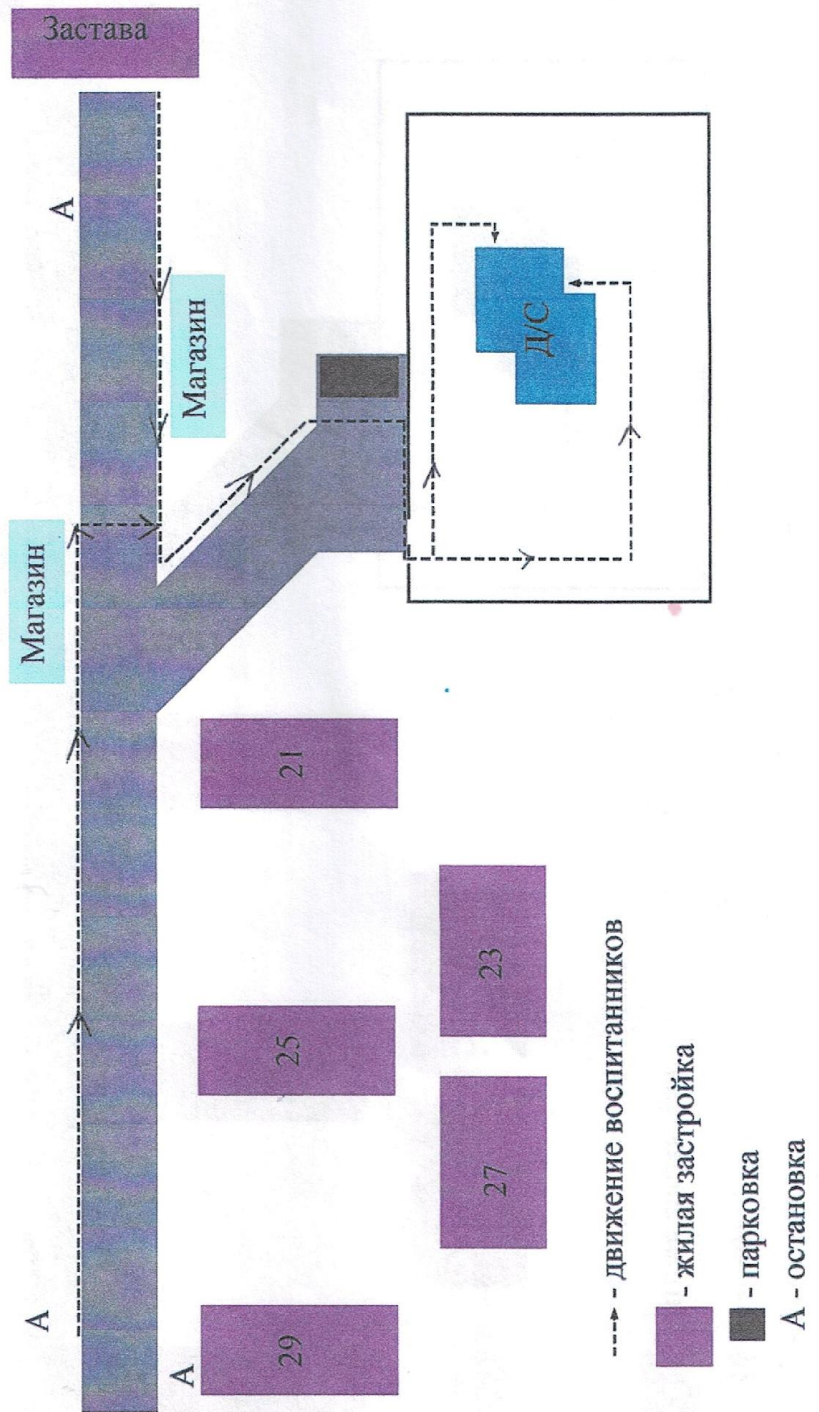 Застава
А
Магазин
Магазин
Д/С
21
25
23
27
29
А
А
- движение воспитанников
- жилая застройка
- парковка
А - остановка